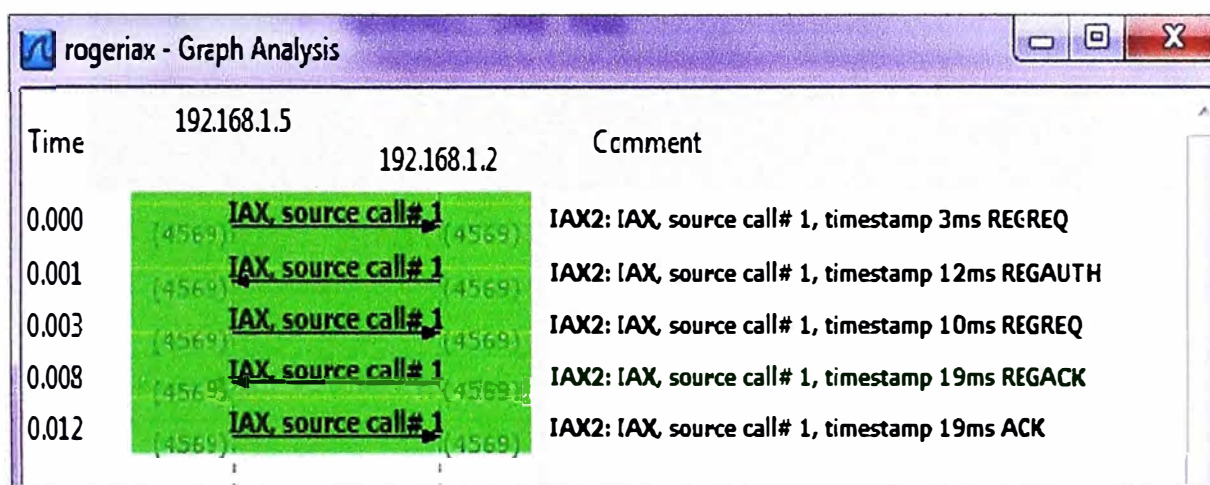 rogeriax - Graph Analysis
192.168.1.5
Time
Comment
192.168.1.2
0.000 IAX, source call# 1 IAX2: IAX, source call# 1, timestamp 3ms REGREQ
(4569) (4569)
0.001 IAX, source call# 1 IAX2: IAX, source call# 1, timestamp 12ms REGAUTH
(4569) (4569)
0.003 IAX, source call# 1 IAX2: IAX, source call# 1, timestamp 10ms REGREQ
(4569) (4569)
0.008 IAX, source call# 1 IAX2: IAX, source call# 1, timestamp 19ms REGACK
(4569) (4569)
0.012 IAX, source call# 1 IAX2: IAX, source call# 1, timestamp 19ms ACK
(4569) (4569)